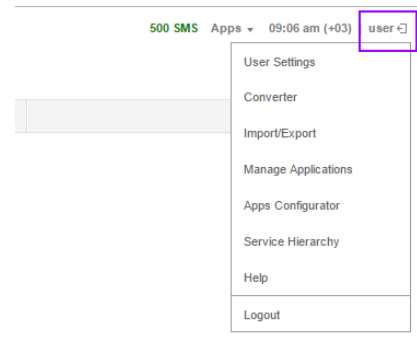 500 SMS Apps 09:06 am (+03) user
User Settings
Converter
Import/Export
Manage Applications
Apps Configurator
Service Hierarchy
Help
Logout